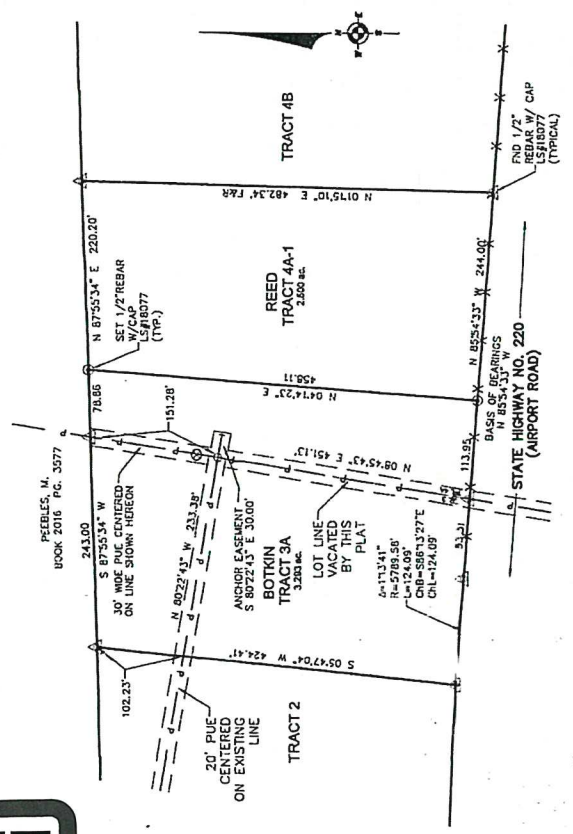 PEEBLES, M.
BOOK 2016 PG. 3577
243.00
S 87°55'34" W
78.86
N 87°55'34" E 220.20'
30' WIDE PUE CENTERED
ON LINE SHOWN HEREON
151.28'
SET 1/2"REBAR
W/CAP
LS#18077
(TYP.)
102.23'
N 80°22'43" W 233.38'
ANCHOR EASEMENT
S 80°22'43" E 30.00'
20' PUE
CENTERED
ON EXISTING
LINE
TRACT 2
S 05°47'04" W 424.41'
BOTKIN
TRACT 3A
3.293 ac.
LOT LINE
VACATED
BY THIS
PLAT
N 08°45'43" E 451.13'
N 04°14'23" E
458.11
REED
TRACT 4A-1
2.500 ac.
N 01°15'10" E 482.34' F&R
TRACT 4B
Δ=1°13'41"
R=5789.58'
L=124.09'
ChB=S86°13'27"E
ChL=124.09'
113.95
N 85°54'33" W 244.00'
BASIS OF BEARINGS
N 85°54'33" W
STATE HIGHWAY NO. 220
(AIRPORT ROAD)
FND 1/2"
REBAR W/ CAP
LS#18077
(TYPICAL)
N
E
S
W